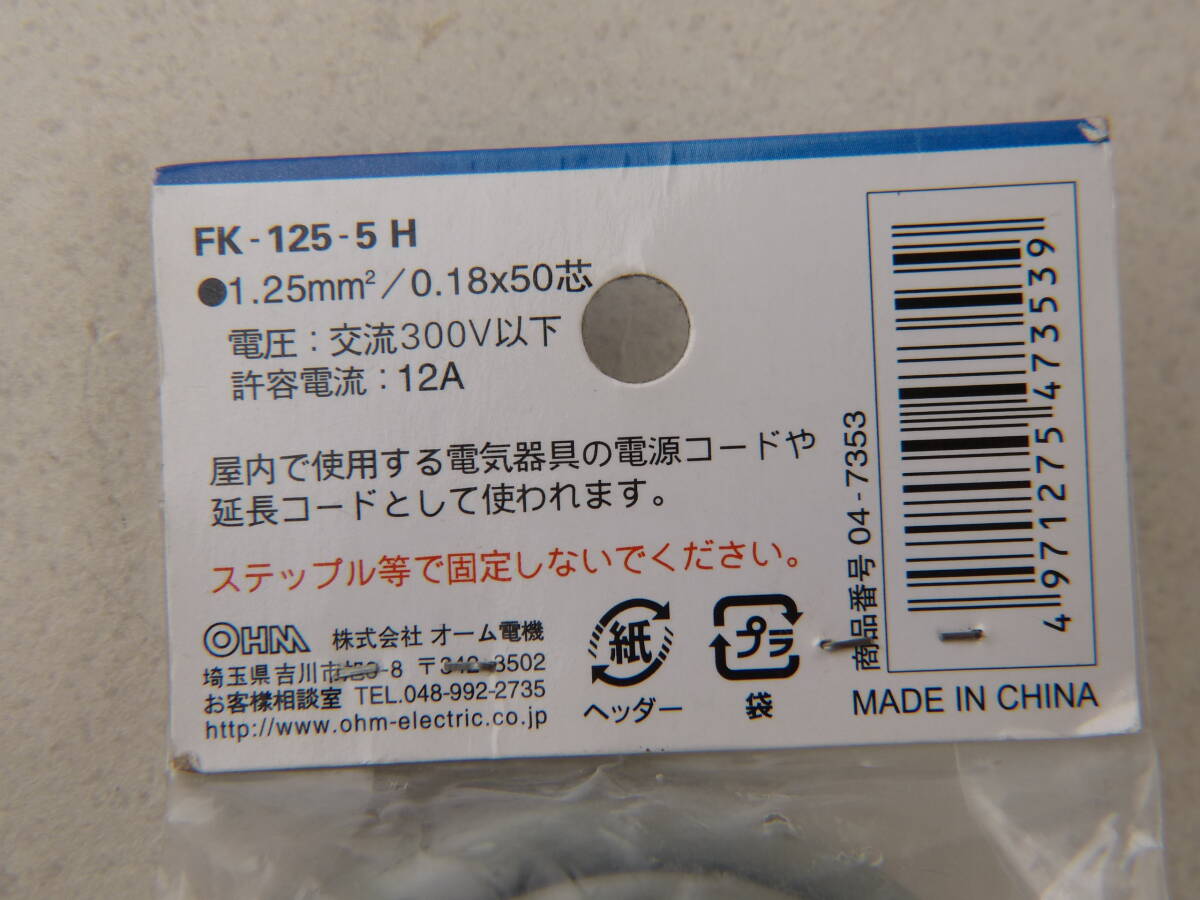 FK-125-5 H
●1.25mm²/0.18x50芯
電圧:交流300V以下
許容電流:12A
屋内で使用する電気器具の電源コードや
延長コードとして使われます。
ステップル等で固定しないでください。
OHM 株式会社 オーム電機
埼玉県吉川市 -8 〒342-3502
お客様相談室 TEL.048-992-2735
http://www.ohm-electric.co.jp
紙
ヘッダー
プラ
袋
商品番号 04-7353
4971275473539
MADE IN CHINA